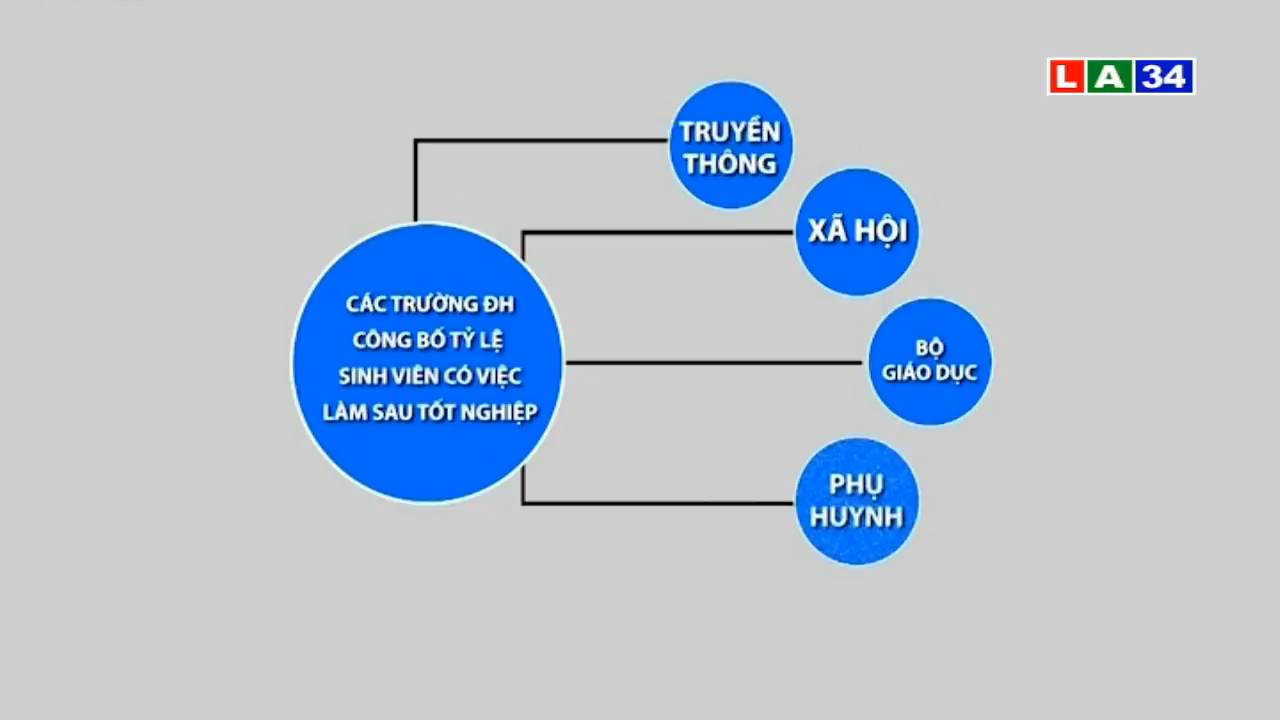 LA34
TRUYỀN
THÔNG
XÃ HỘI
CÁC TRƯỜNG ĐH
CÔNG BỐ TỶ LỆ
SINH VIÊN CÓ VIỆC
LÀM SAU TỐT NGHIỆP
BỘ
GIÁO DỤC
PHỤ
HUYNH